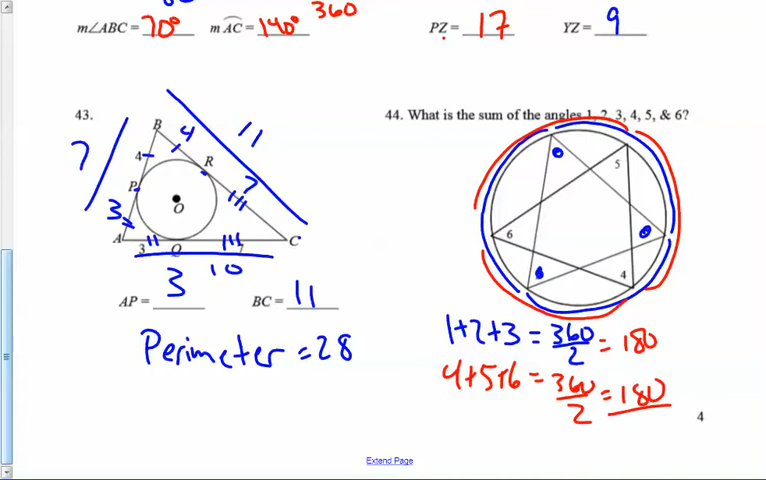 360
m∠ABC = 70° m AC = 140°
PZ = 17 YZ = 9
43.
B
4
11
7
4
R
7
P
O
3
A
3
Q
7
C
3
10
AP = 3 BC = 11
Perimeter = 28
44. What is the sum of the angles 1, 2, 3, 4, 5, & 6?
5
6
4
1+2+3 = 360/2 = 180
4+5+6 = 360/2 = 180
4
Extend Page